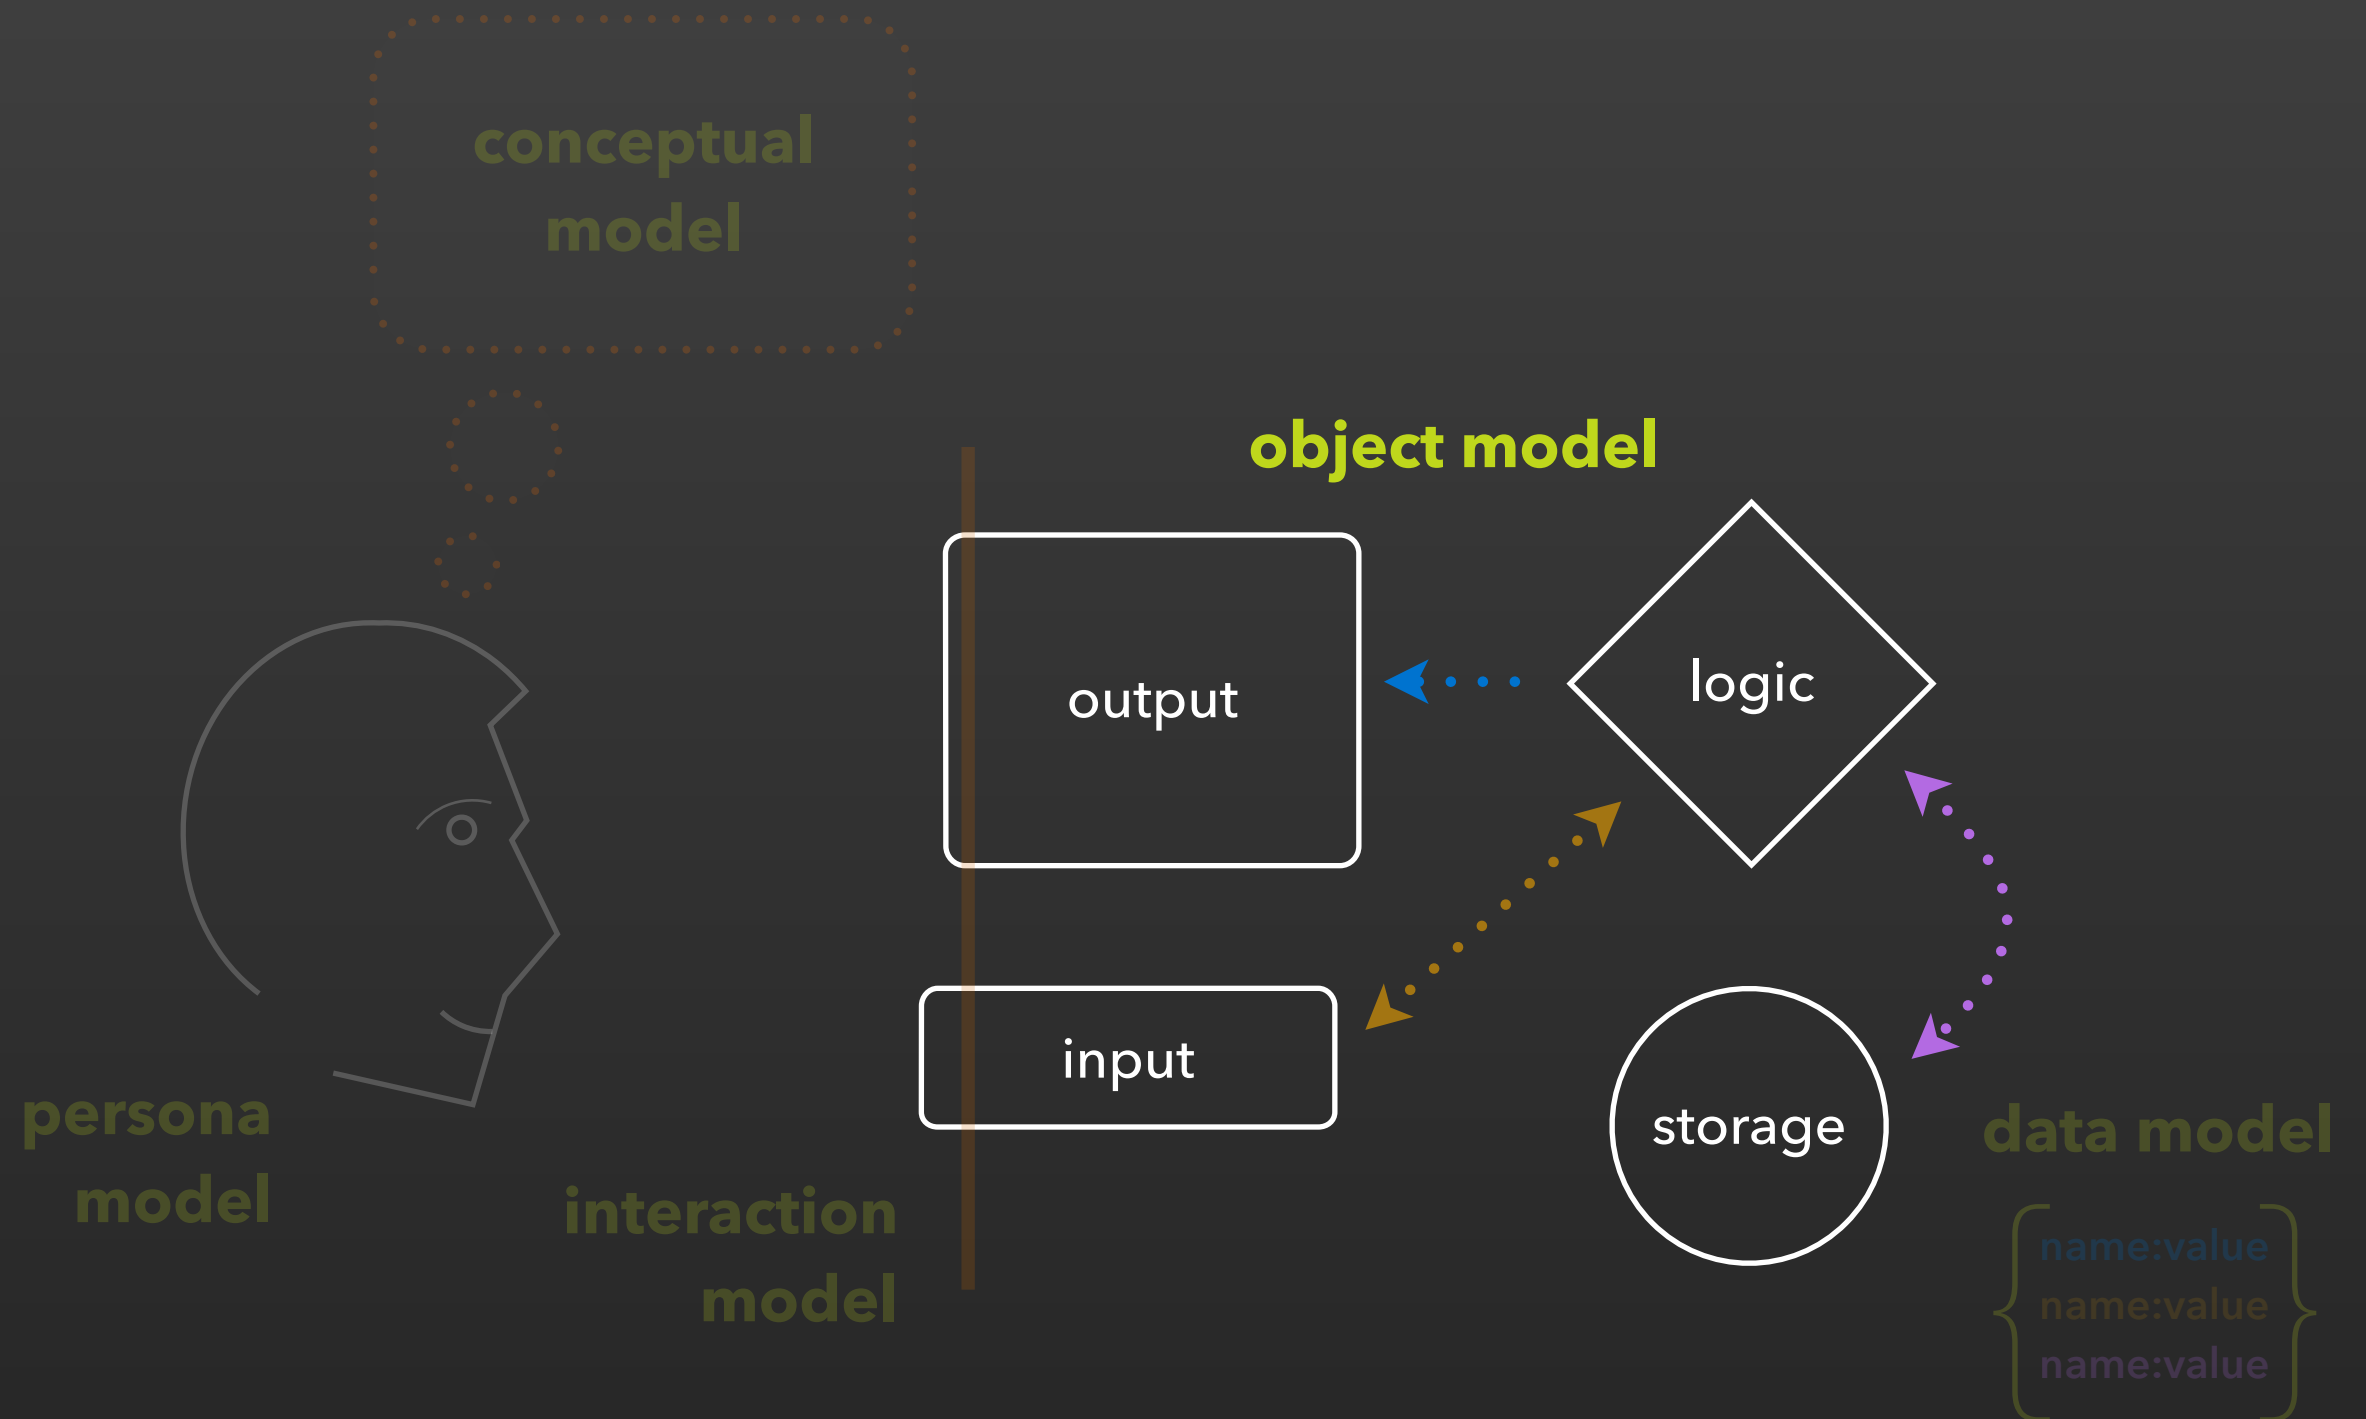 conceptual
model
object model
output
logic
input
storage
persona
model
interaction
model
data model
name:value
name:value
name:value